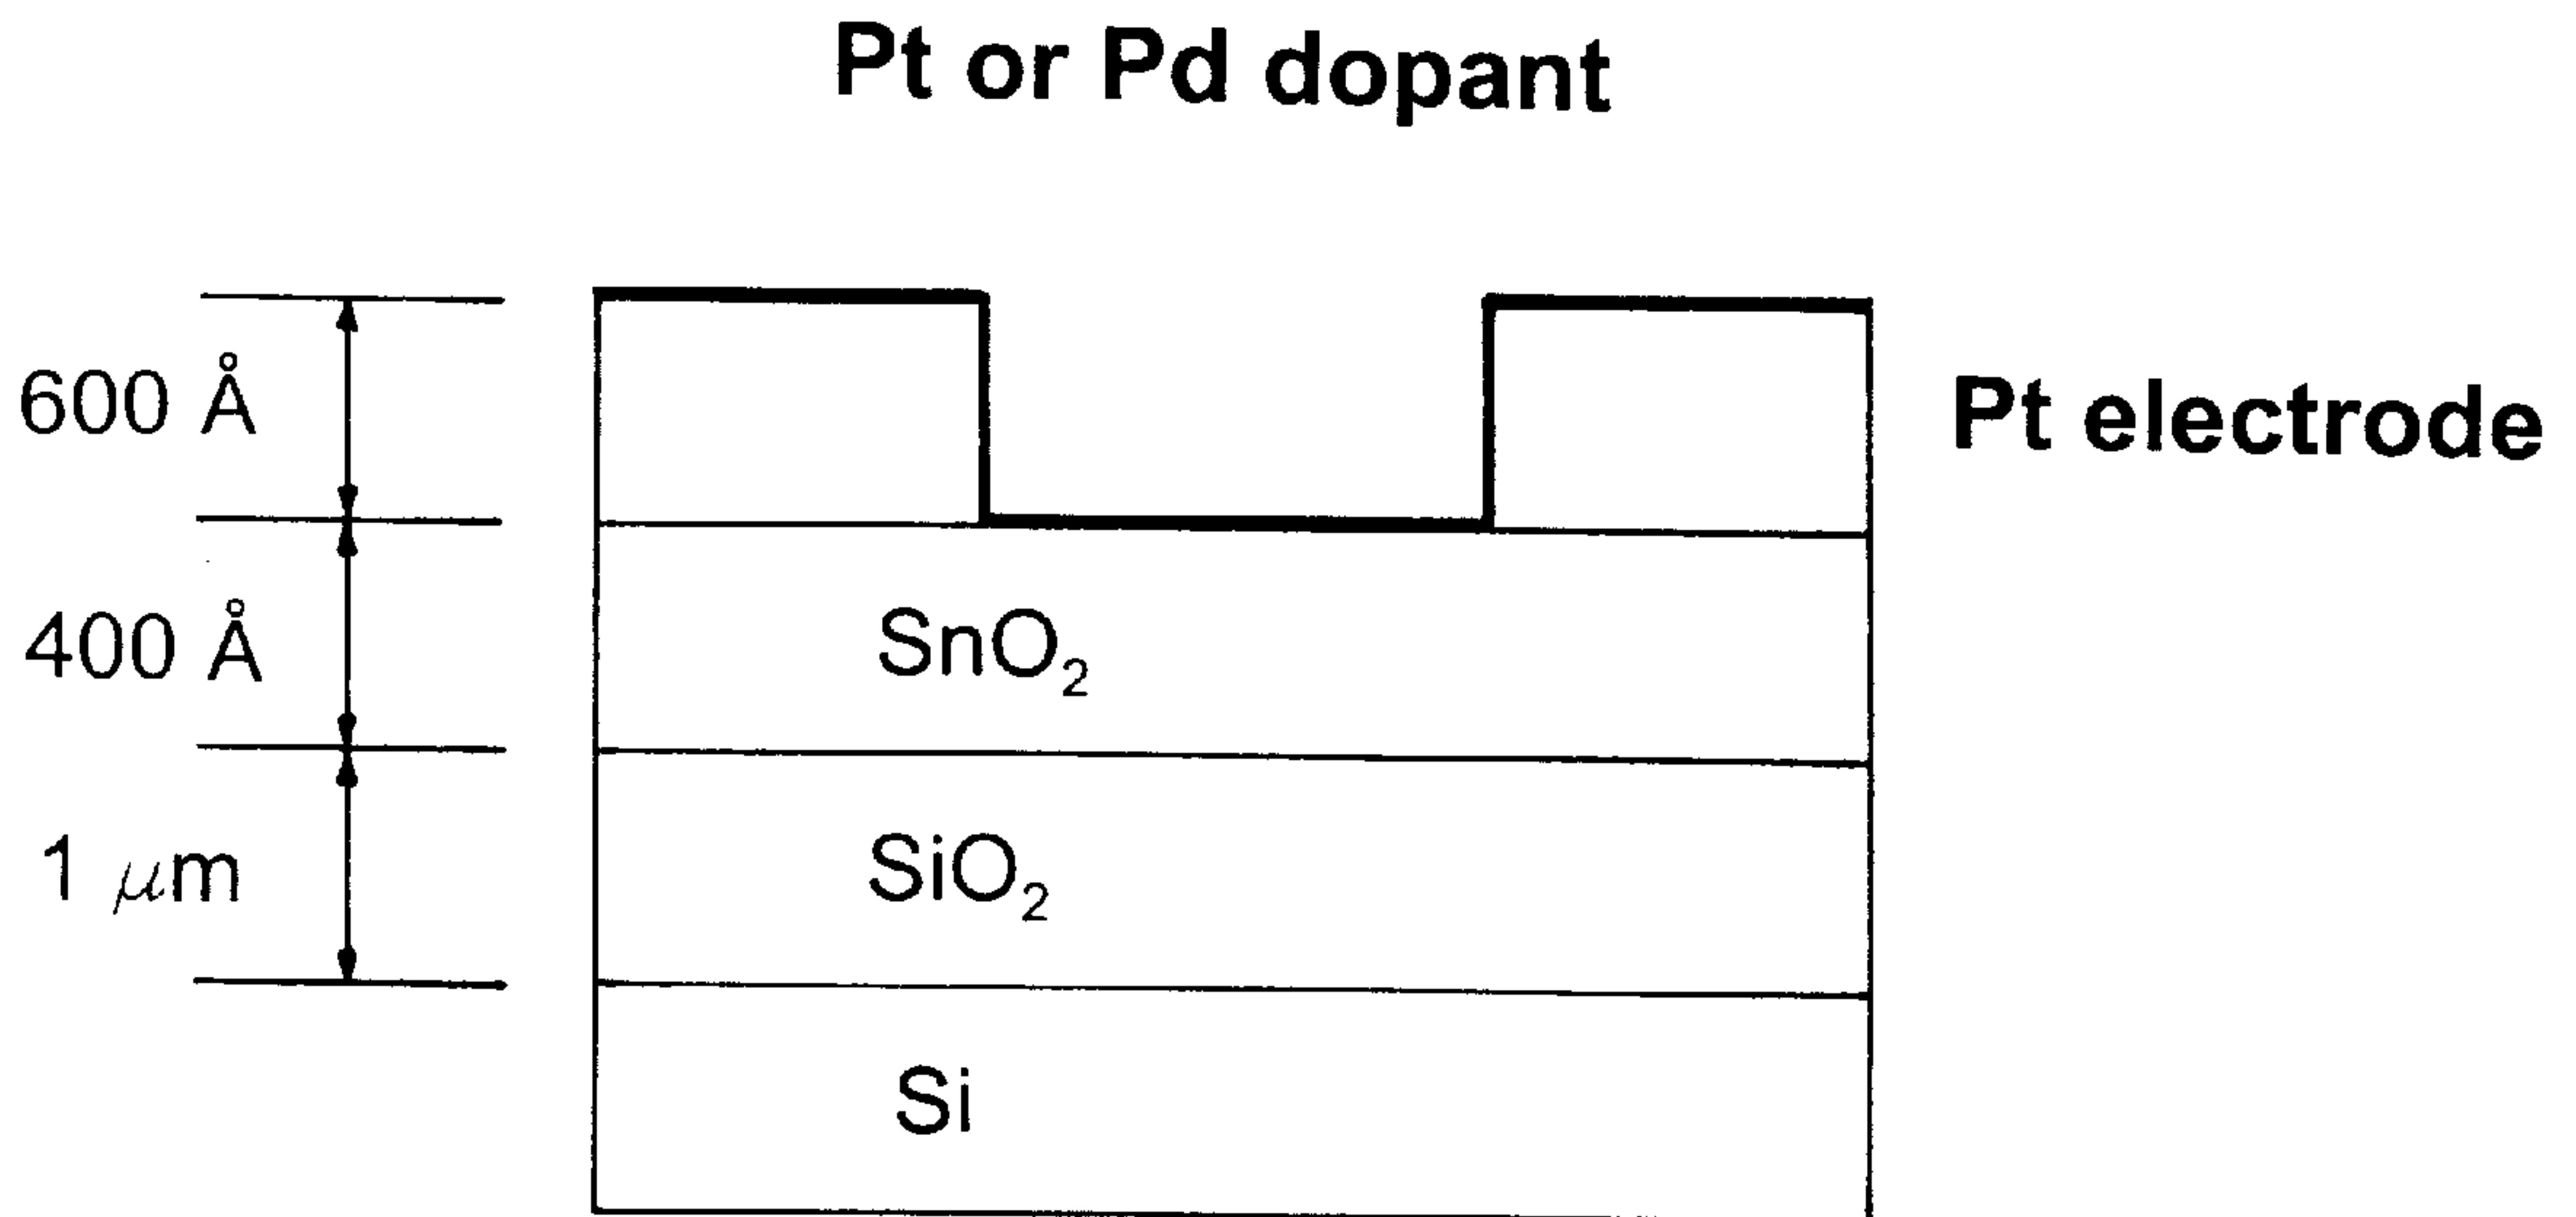 Pt or Pd dopant
600 Å
Pt electrode
400 Å
SnO₂
1 μm
SiO₂
Si